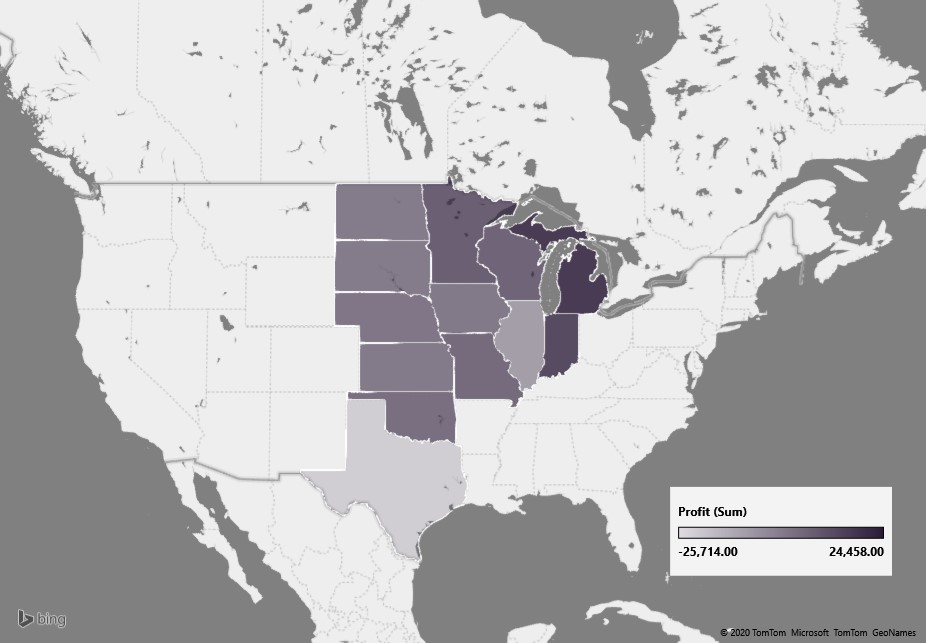 Profit (Sum)
-25,714.00 24,458.00
bing
© 2020 TomTom Microsoft TomTom GeoNames